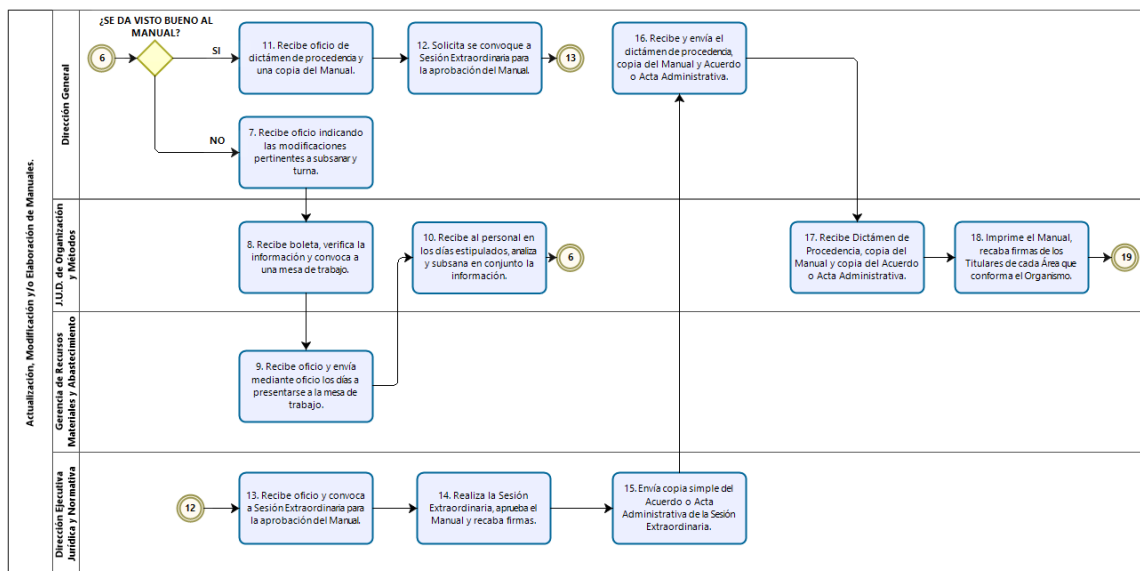 Actualización, Modificación y/o Elaboración de Manuales.
Dirección General
¿SE DA VISTO BUENO AL
MANUAL?
6
SI
11. Recibe oficio de
dictámen de procedencia y
una copia del Manual.
12. Solicita se convoque a
Sesión Extraordinaria para
la aprobación del Manual.
13
16. Recibe y envía el
dictámen de procedencia,
copia del Manual y Acuerdo
o Acta Administrativa.
NO
7. Recibe oficio indicando
las modificaciones
pertinentes a subsanar y
turna.
J.U.D. de Organización
y Métodos
8. Recibe boleta, verifica la
información y convoca a
una mesa de trabajo.
10. Recibe al personal en
los días estipulados, analiza
y subsana en conjunto la
información.
6
17. Recibe Dictámen de
Procedencia, copia del
Manual y copia del Acuerdo
o Acta Administrativa.
18. Imprime el Manual,
recaba firmas de los
Titulares de cada Área que
conforma el Organismo.
19
Gerencia de Recursos
Materiales y Abastecimiento
9. Recibe oficio y envía
mediante oficio los días a
presentarse a la mesa de
trabajo.
Dirección Ejecutiva
Jurídica y Normativa
12
13. Recibe oficio y convoca
a Sesión Extraordinaria para
la aprobación del Manual.
14. Realiza la Sesión
Extraordinaria, aprueba el
Manual y recaba firmas.
15. Envía copia simple del
Acuerdo o Acta
Administrativa de la Sesión
Extraordinaria.